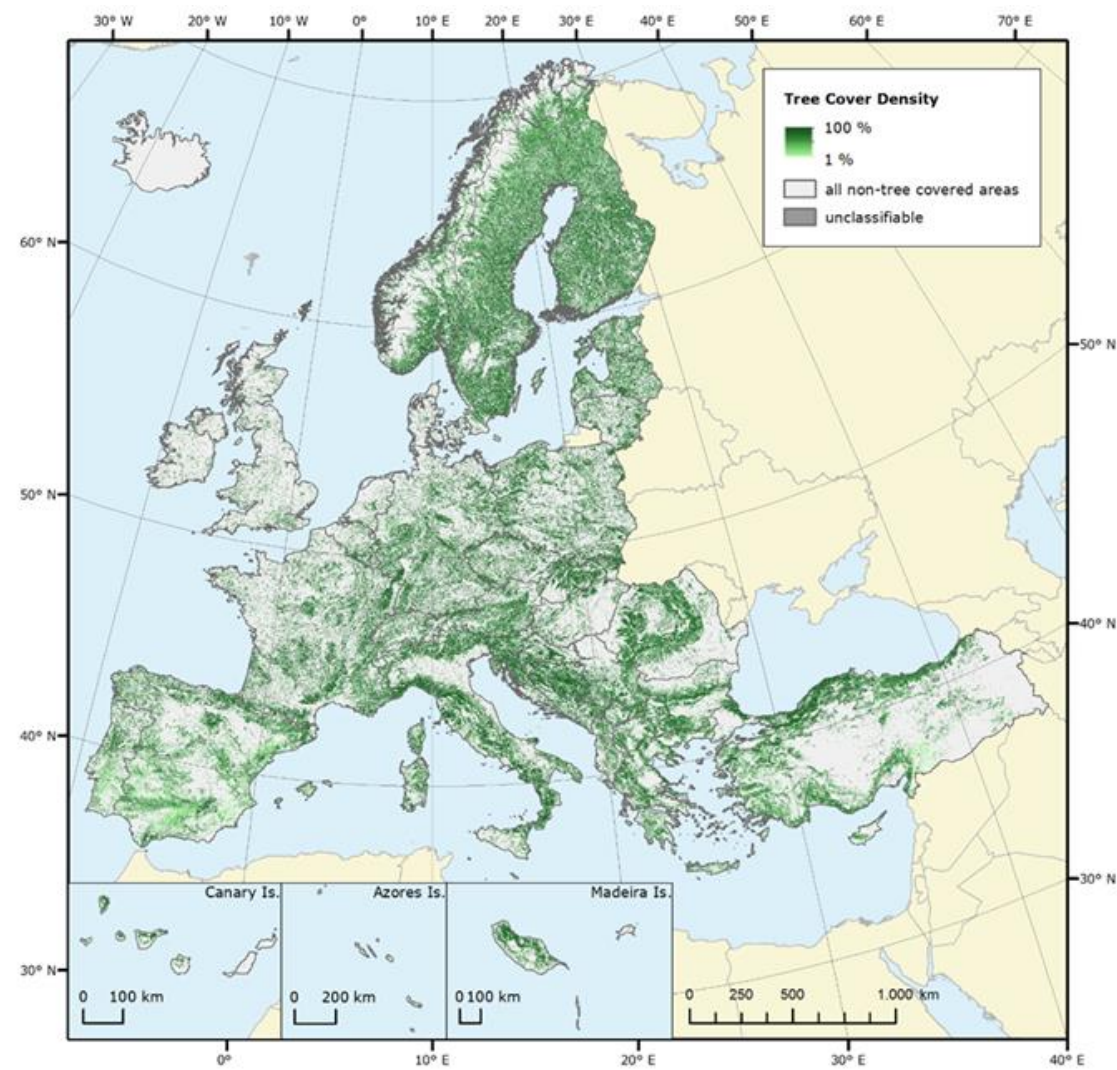 30° W 20° W 10° W 0° 10° E 20° E 30° E 40° E 50° E 60° E 70° E
Tree Cover Density
100 %
1 %
all non-tree covered areas
unclassifiable
60° N
50° N
50° N
40° N
40° N
30° N
Canary Is. Azores Is. Madeira Is.
30° N
0 100 km 0 200 km 0 100 km 0 250 500 1.000 km
0° 10° E 20° E 30° E 40° E